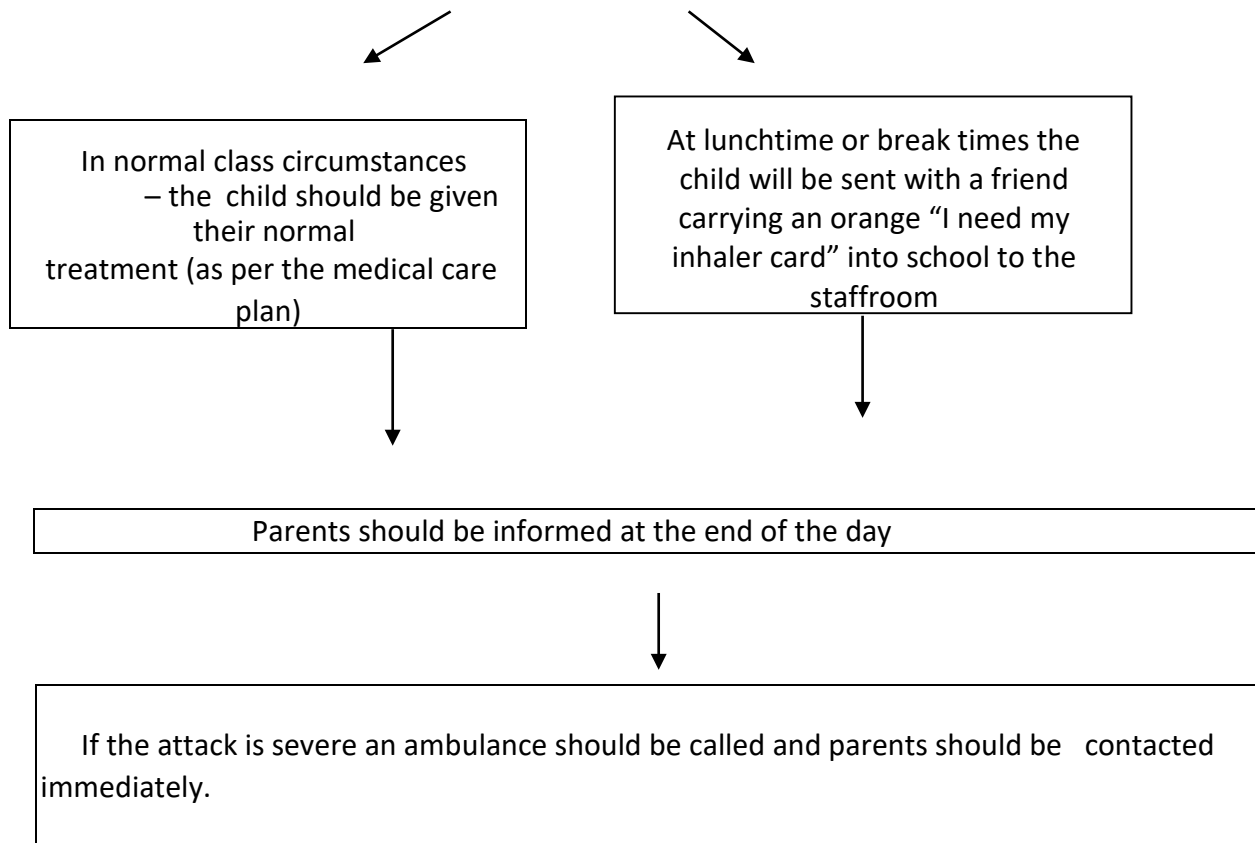 In normal class circumstances
– the child should be given
their normal
treatment (as per the medical care
plan)
At lunchtime or break times the
child will be sent with a friend
carrying an orange “I need my
inhaler card” into school to the
staffroom
Parents should be informed at the end of the day
If the attack is severe an ambulance should be called and parents should be contacted
immediately.